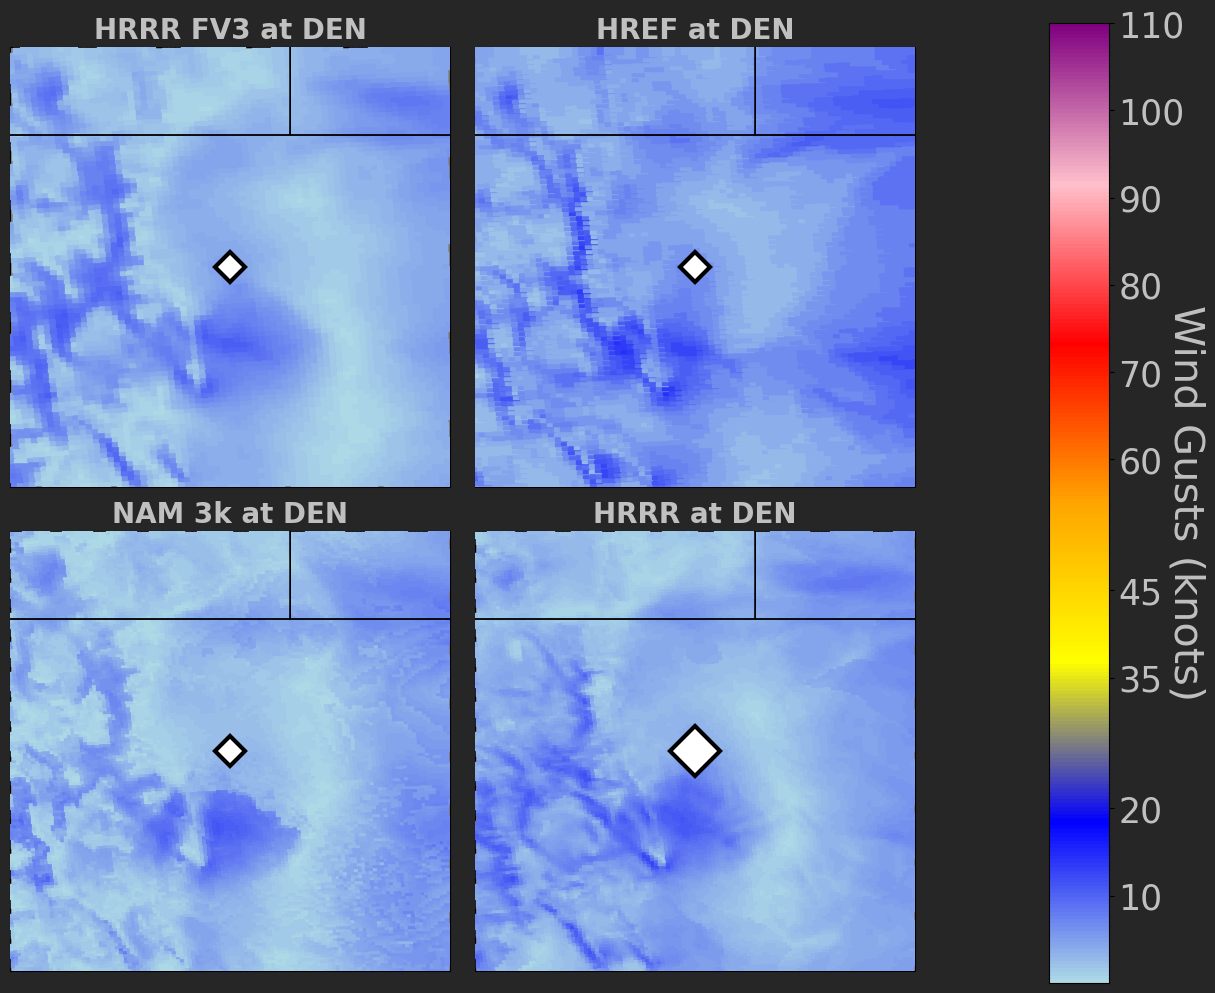 HRRR FV3 at DEN
HREF at DEN
NAM 3k at DEN
HRRR at DEN
110
100
90
80
70
60
45
35
20
10
Wind Gusts (knots)